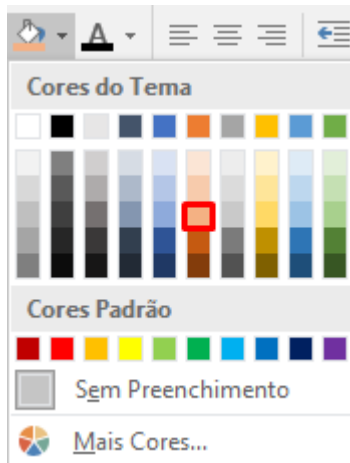 A
Cores do Tema
Cores Padrão
Sem Preenchimento
Mais Cores...